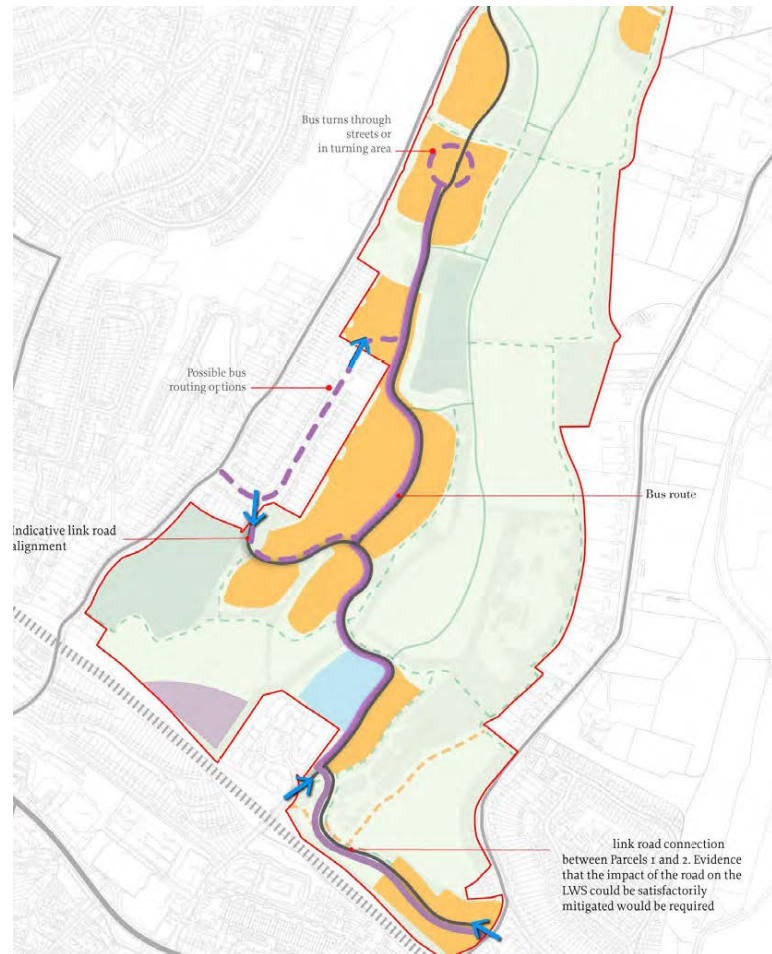 Bus turns through
streets or
in turning area
Possible bus
routing options
Bus route
Indicative link road
alignment
link road connection
between Parcels 1 and 2. Evidence
that the impact of the road on the
LWS could be satisfactorily
mitigated would be required